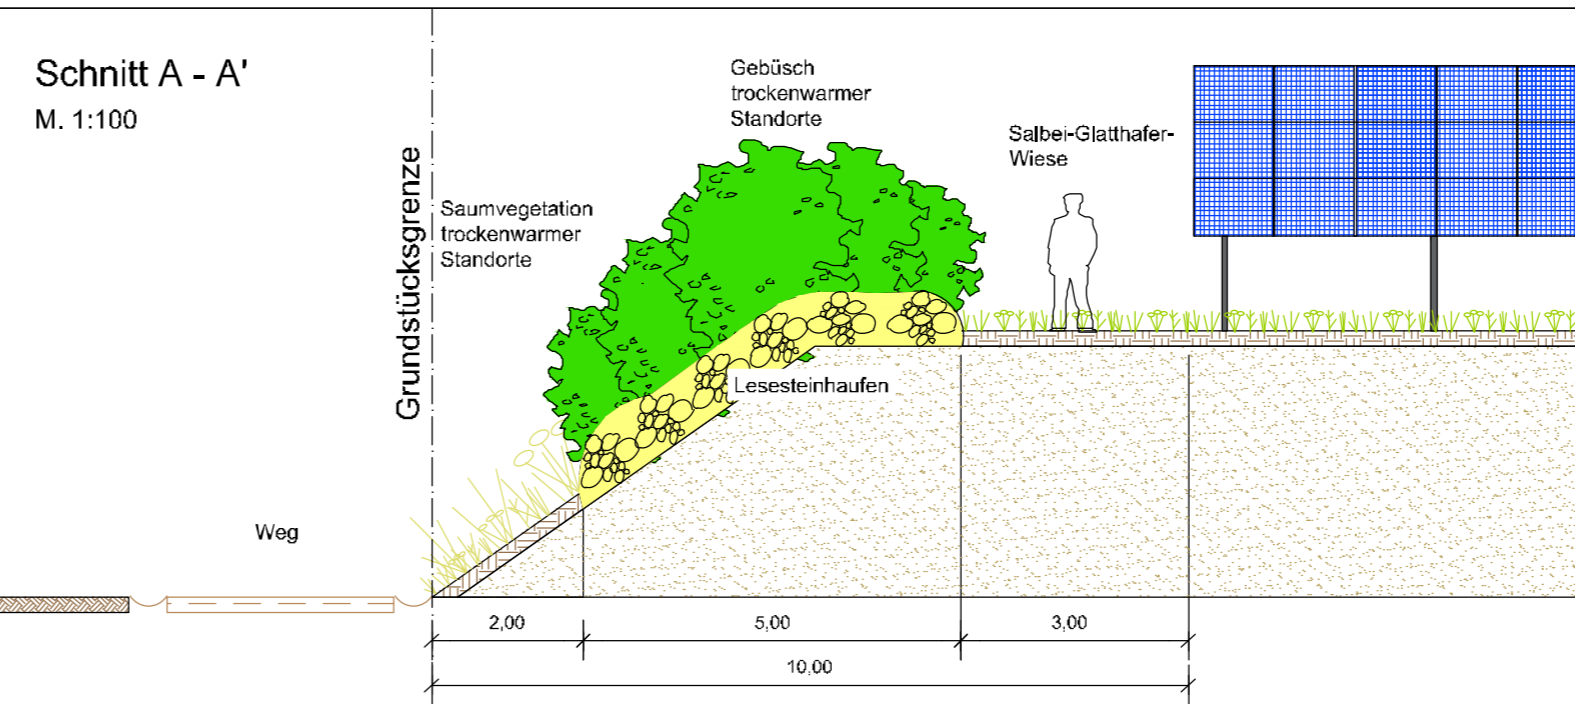 Schnitt A - A'
M. 1:100
Grundstücksgrenze
Saumvegetation
trockenwarmer
Standorte
Gebüsch
trockenwarmer
Standorte
Salbei-Glatthafer-
Wiese
Lesesteinhaufen
Weg
2,00
5,00
3,00
10,00